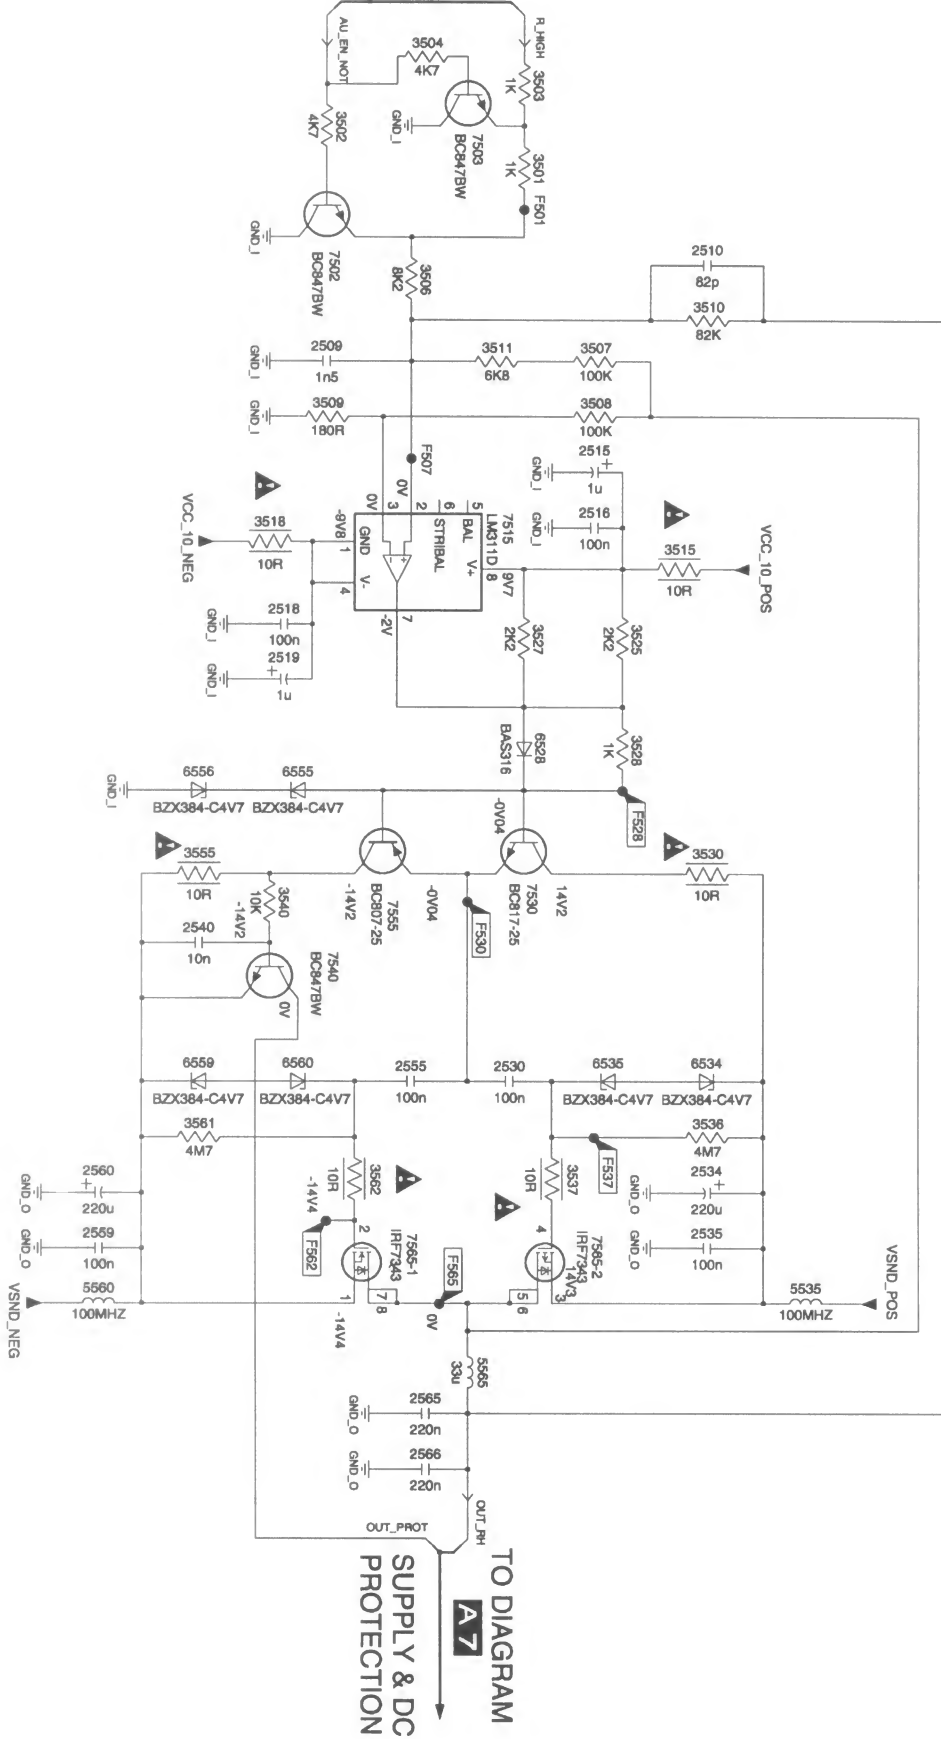 AU_EN_NOT
R_HIGH
3504
4K7
3503
1K
GND_I
7503
BC847BW
3502
4K7
3501
1K
F501
7502
BC847BW
GND_I
3506
8K2
2510
82p
3510
82K
2509
1n5
GND_I
3511
6K8
3507
100K
3509
180R
GND_I
3508
100K
F507
2515
+
1u
GND_I
2516
100n
GND_I
0V
3
0V
2
6
5
STRIBAL
BAL
7515
LM311D
V+
8
9V7
-9V8
1
GND
V-
4
+
-
7
-2V
VCC_10_NEG
3518
10R
VCC_10_POS
3515
10R
2518
100n
GND_I
2519
+
1u
GND_I
3527
2K2
3525
2K2
6528
BAS316
3528
1K
F528
6556
BZX384-C4V7
6555
BZX384-C4V7
GND_I
-0V04
3555
10R
3530
10R
7555
BC807-25
-14V2
-0V04
7530
BC817-25
14V2
3540
10K
-14V2
F530
2540
10n
7540
BC847BW
0V
6559
BZX384-C4V7
6560
BZX384-C4V7
2555
100n
2530
100n
6535
BZX384-C4V7
6534
BZX384-C4V7
3561
4M7
3536
4M7
F537
3562
10R
-14V4
3537
10R
2560
+
220u
GND_O
2534
+
220u
GND_O
F562
2
7565-1
IRF7343
4
7565-2
IRF7343
14V3
2559
100n
GND_O
2535
100n
GND_O
F565
5560
100MHZ
VSND_NEG
1
-14V4
7
8
0V
5
6
3
5535
100MHZ
VSND_POS
5565
33u
2565
220n
GND_O
2566
220n
GND_O
OUT_RH
OUT_PROT
TO DIAGRAM
A7
SUPPLY & DC
PROTECTION